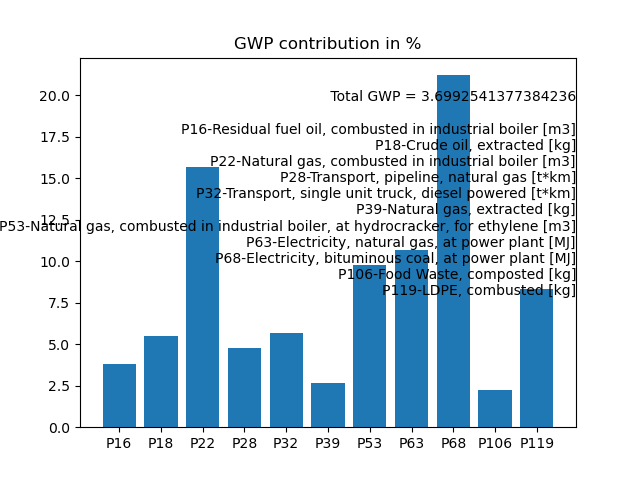 GWP contribution in %
Total GWP = 3.6992541377384236
P16-Residual fuel oil, combusted in industrial boiler [m3]
P18-Crude oil, extracted [kg]
P22-Natural gas, combusted in industrial boiler [m3]
P28-Transport, pipeline, natural gas [t*km]
P32-Transport, single unit truck, diesel powered [t*km]
P39-Natural gas, extracted [kg]
P53-Natural gas, combusted in industrial boiler, at hydrocracker, for ethylene [m3]
P63-Electricity, natural gas, at power plant [MJ]
P68-Electricity, bituminous coal, at power plant [MJ]
P106-Food Waste, composted [kg]
P119-LDPE, combusted [kg]
20.0
17.5
15.0
12.5
10.0
7.5
5.0
2.5
0.0
P16 P18 P22 P28 P32 P39 P53 P63 P68 P106 P119